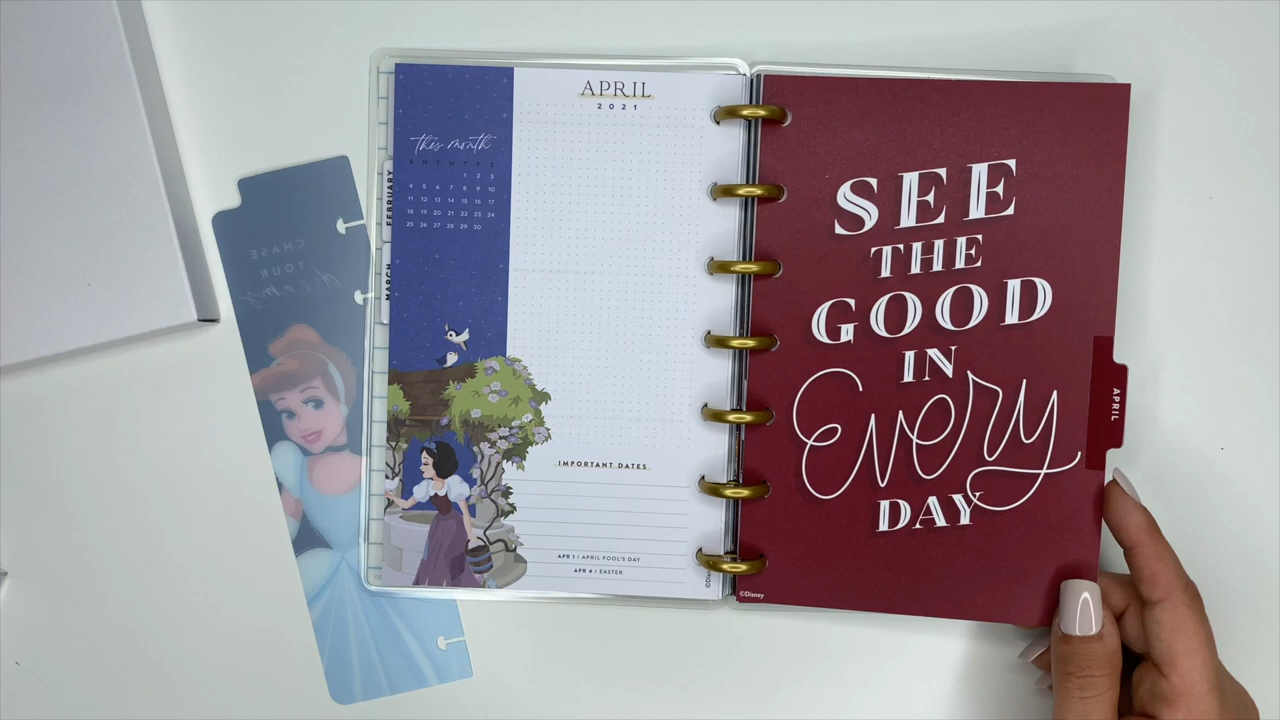 CHASE
YOUR
dreams
FEBRUARY
MARCH
this month
S M T W T F S
1 2 3
4 5 6 7 8 9 10
11 12 13 14 15 16 17
18 19 20 21 22 23 24
25 26 27 28 29 30
APRIL
2021
IMPORTANT DATES
APR 1 / APRIL FOOL'S DAY
APR 4 / EASTER
©Disney
SEE
THE
GOOD
IN
Every
DAY
APRIL
©Disney